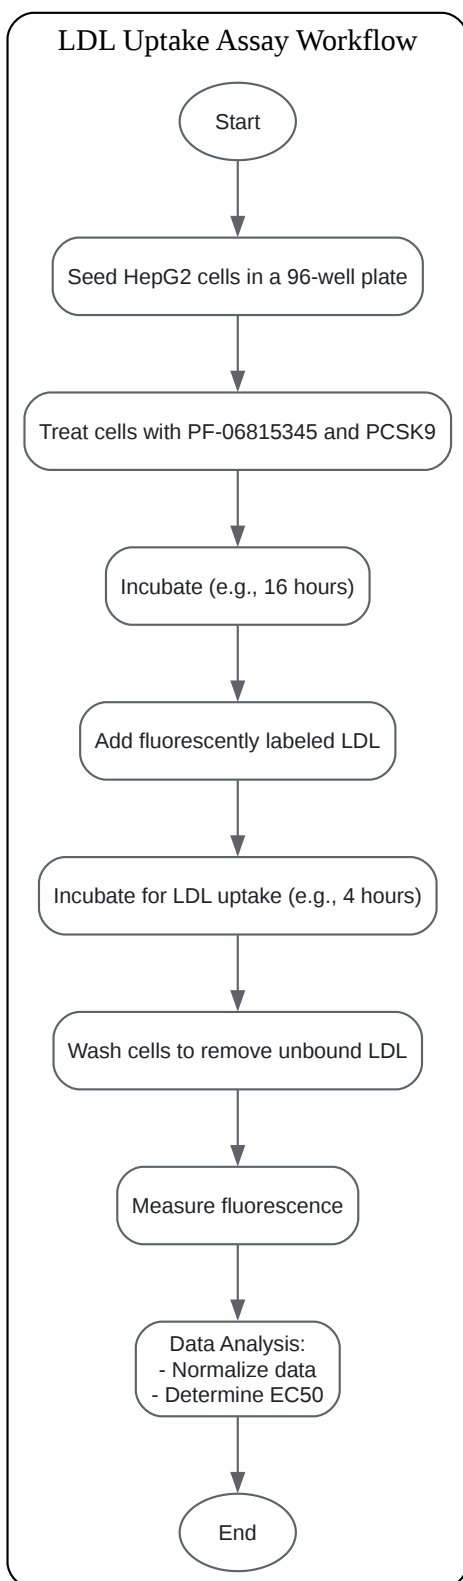 LDL Uptake Assay Workflow
Start
Seed HepG2 cells in a 96-well plate
Treat cells with PF-06815345 and PCSK9
Incubate (e.g., 16 hours)
Add fluorescently labeled LDL
Incubate for LDL uptake (e.g., 4 hours)
Wash cells to remove unbound LDL
Measure fluorescence
Data Analysis:
- Normalize data
- Determine EC50
End